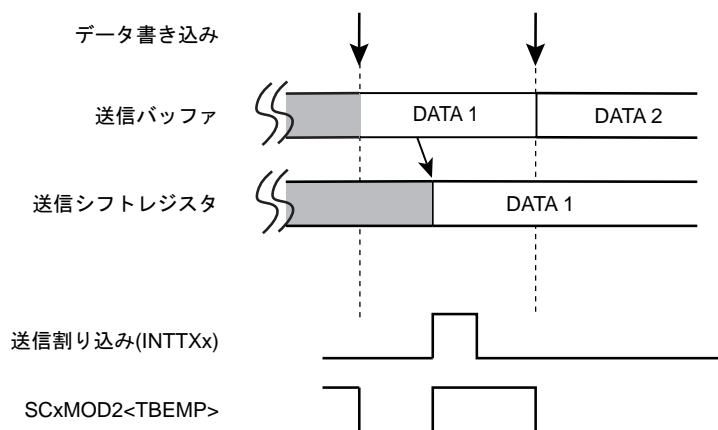 データ書き込み
送信バッファ
DATA 1
DATA 2
送信シフトレジスタ
DATA 1
送信割り込み(INTTXx)
SCxMOD2<TBEMP>